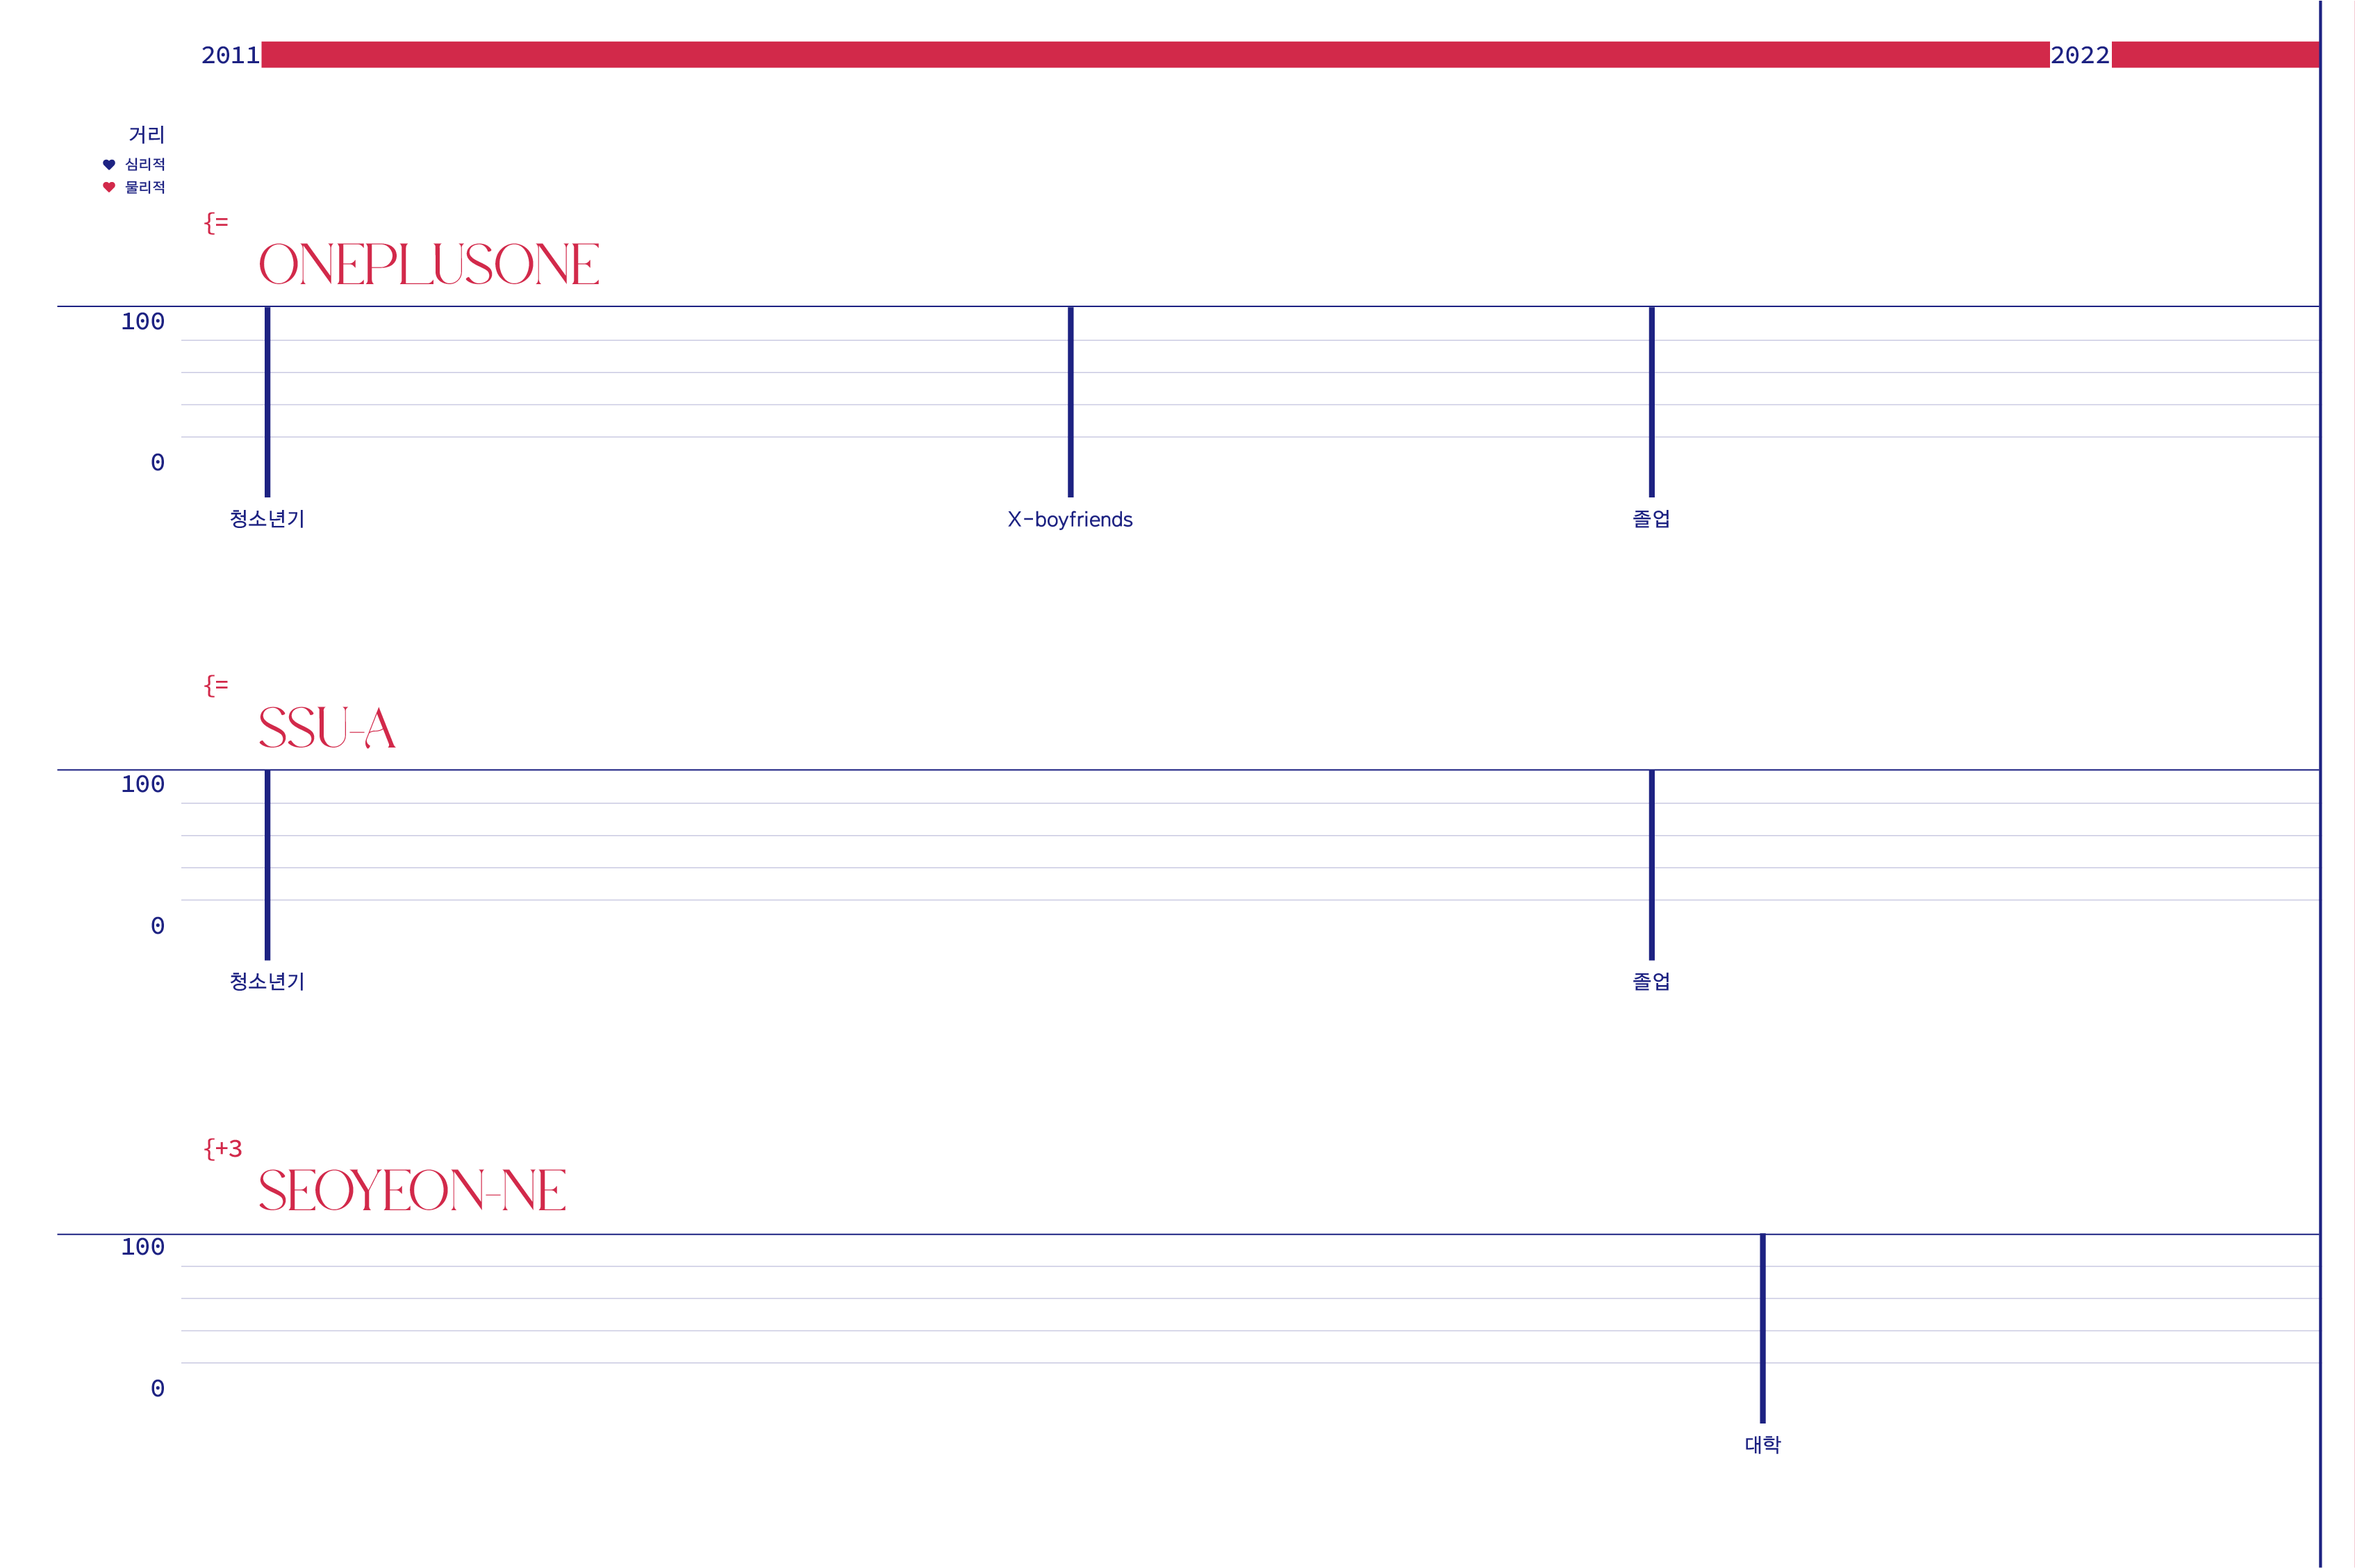 2011 2022
거리
심리적
물리적
{=
ONEPLUSONE
100
0
청소년기 X-boyfriends 졸업
{=
SSU-A
100
0
청소년기 졸업
{+3
SEOYEON-NE
100
0
대학